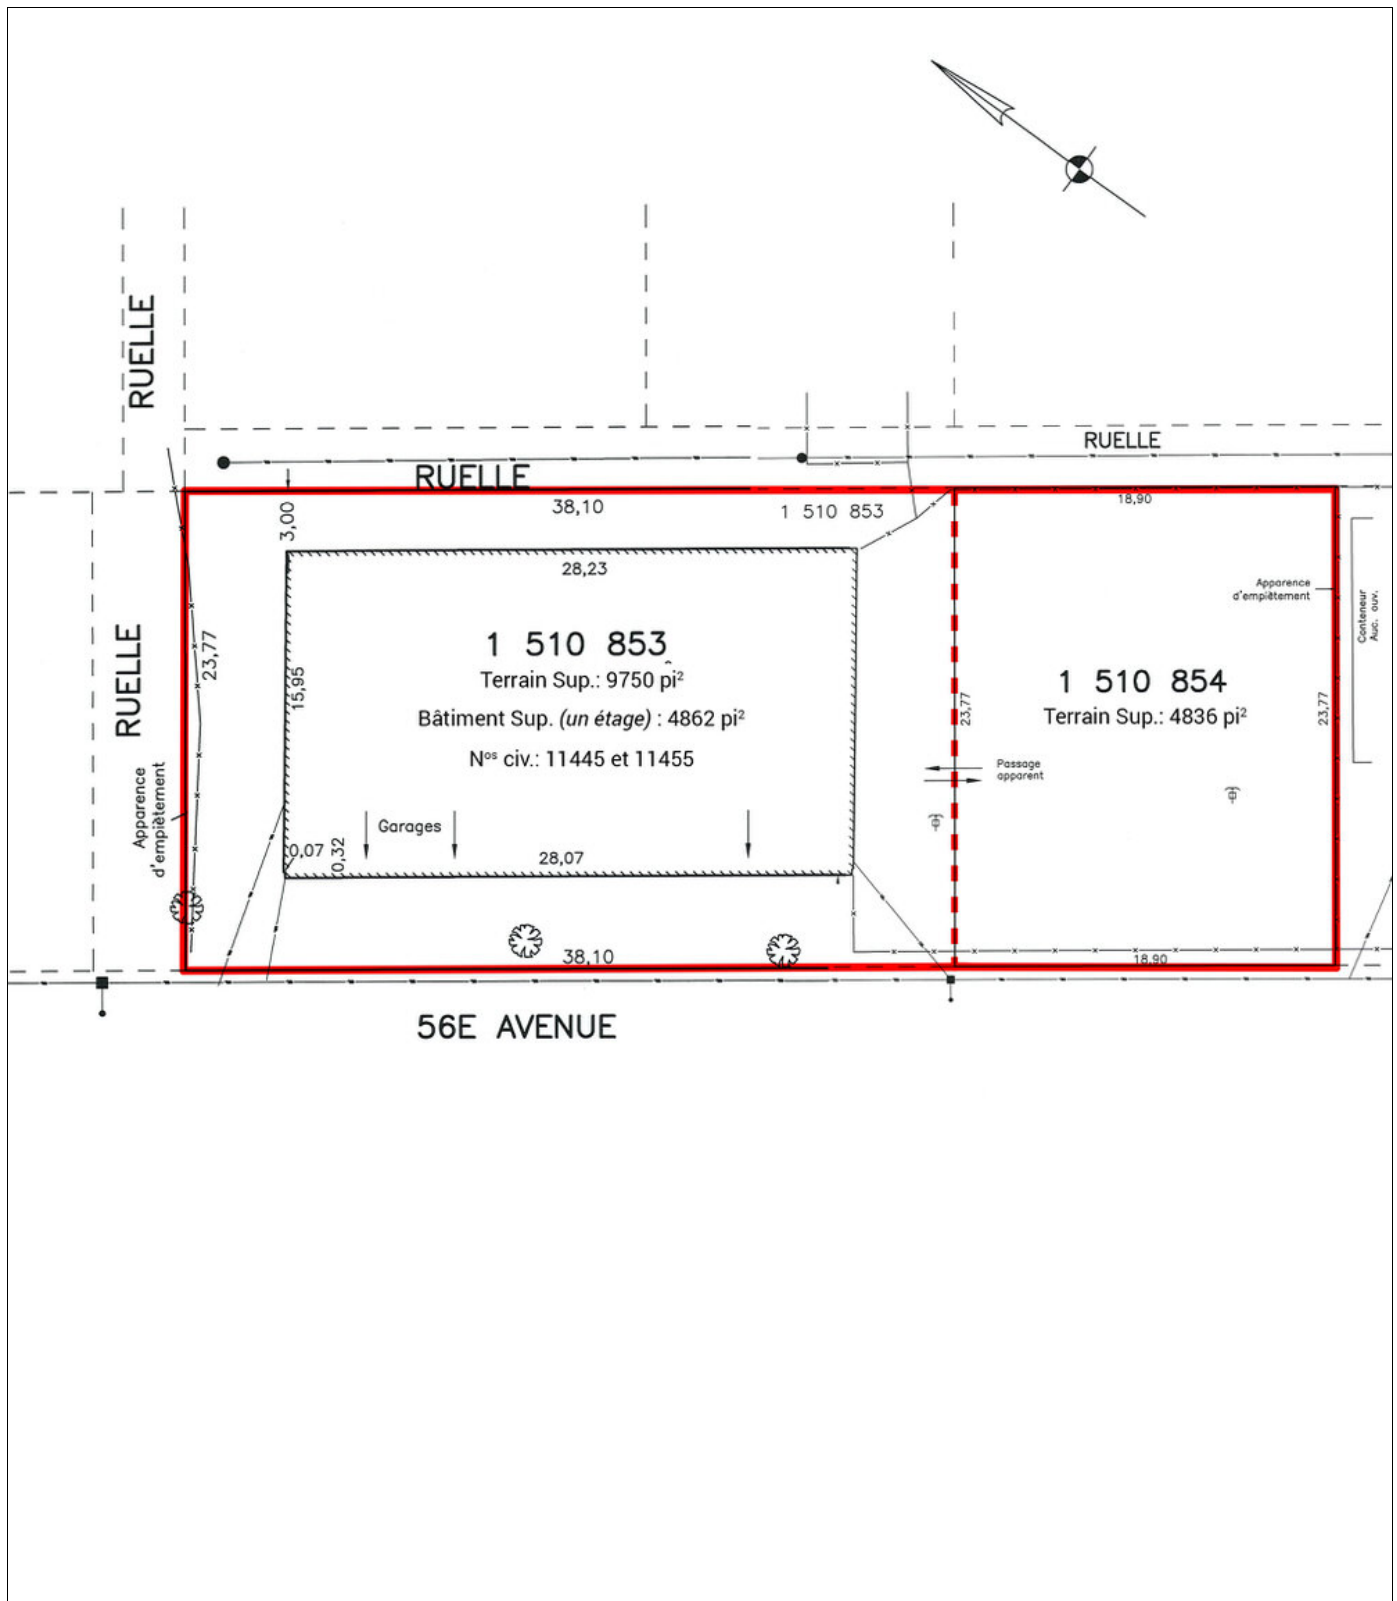 RUELLE
RUELLE
RUELLE
3,00
38,10
1 510 853
18,90
28,23
Apparence
d'empiètement
Conteneur
Auc. ouv.
RUELLE
23,77
15,95
1 510 853
Terrain Sup.: 9750 pi²
Bâtiment Sup. (un étage) : 4862 pi²
Nos civ.: 11445 et 11455
23,77
1 510 854
Terrain Sup.: 4836 pi²
23,77
Passage
apparent
Apparence
d'empiètement
Garages
0,07
0,32
28,07
38,10
18,90
56E AVENUE